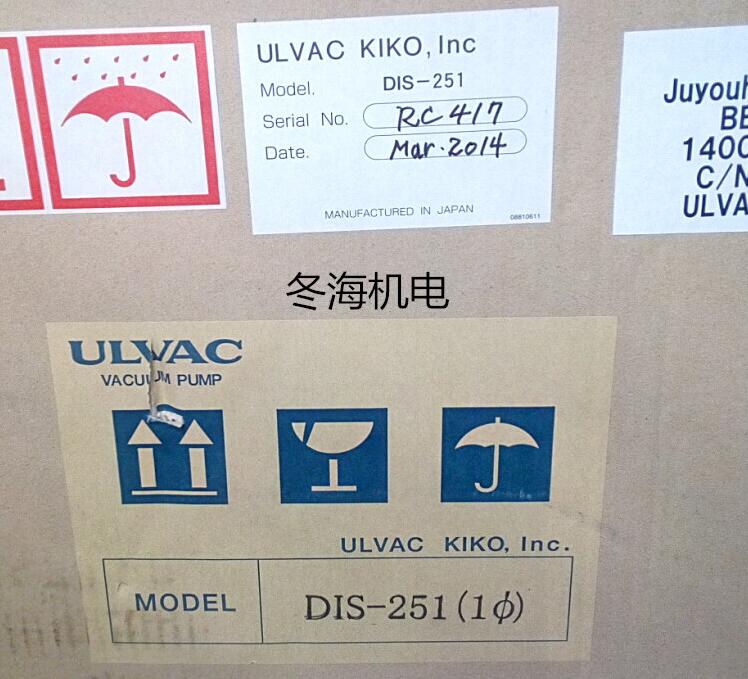 ULVAC KIKO, Inc
Model. DIS-251
Serial No. RC417
Date. Mar.2014
MANUFACTURED IN JAPAN 08810611
Juyouh
BE
1400
C/N
ULVA
冬海机电
ULVAC
VACUUM PUMP
ULVAC KIKO, Inc.
MODEL DIS-251(1φ)